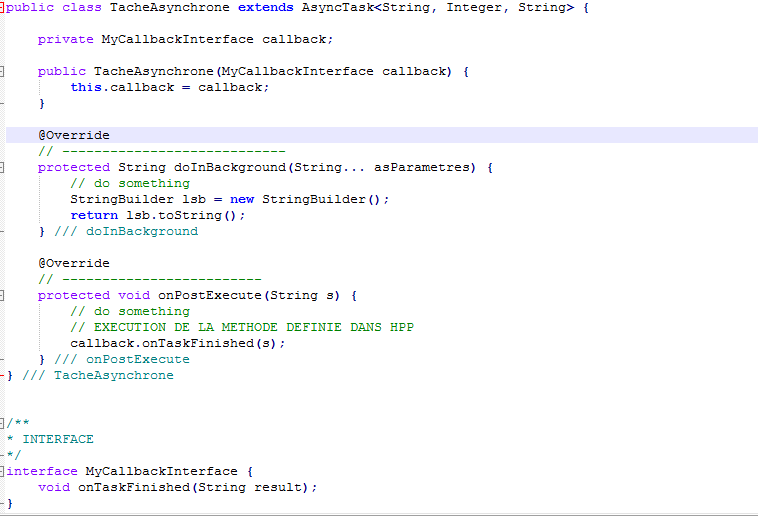 public class TacheAsynchrone extends AsyncTask<String, Integer, String> {
private MyCallbackInterface callback;
public TacheAsynchrone(MyCallbackInterface callback) {
this.callback = callback;
}
@Override
// ----------------------------
protected String doInBackground(String... asParametres) {
// do something
StringBuilder lsb = new StringBuilder();
return lsb.toString();
} /// doInBackground
@Override
// -------------------------
protected void onPostExecute(String s) {
// do something
// EXECUTION DE LA METHODE DEFINIE DANS HPP
callback.onTaskFinished(s);
} /// onPostExecute
} /// TacheAsynchrone
/**
* INTERFACE
*/
interface MyCallbackInterface {
void onTaskFinished(String result);
}